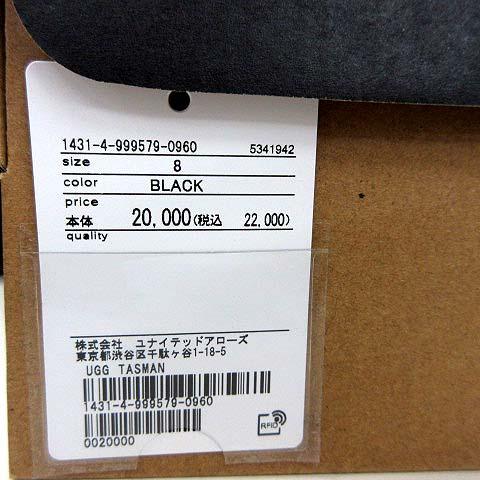 1431-4-999579-0960 5341942
size 8
color BLACK
price
本体 20,000(税込 22,000)
quality
株式会社 ユナイテッドアローズ
東京都渋谷区千駄ヶ谷1-18-5
UGG TASMAN
1431-4-999579-0960
0020000
RFID